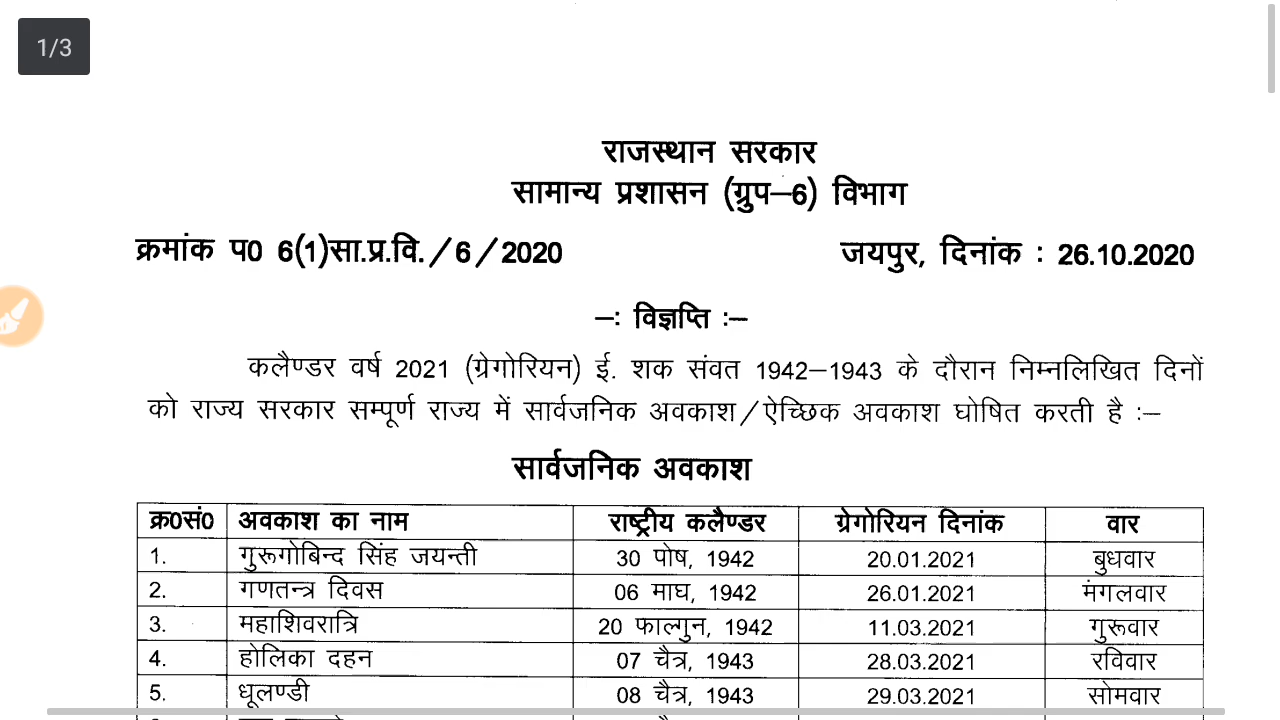 1/3
राजस्थान सरकार
सामान्य प्रशासन (ग्रुप–6) विभाग
क्रमांक प0 6(1)सा.प्र.वि./6/2020 जयपुर, दिनांक : 26.10.2020
–: विज्ञप्ति :–
कलैण्डर वर्ष 2021 (ग्रेगोरियन) ई. शक संवत 1942–1943 के दौरान निम्नलिखित दिनों
को राज्य सरकार सम्पूर्ण राज्य में सार्वजनिक अवकाश/ऐच्छिक अवकाश घोषित करती है :–
सार्वजनिक अवकाश
क्र0सं0 अवकाश का नाम राष्ट्रीय कलैण्डर ग्रेगोरियन दिनांक वार
1. गुरूगोबिन्द सिंह जयन्ती 30 पोष, 1942 20.01.2021 बुधवार
2. गणतन्त्र दिवस 06 माघ, 1942 26.01.2021 मंगलवार
3. महाशिवरात्रि 20 फाल्गुन, 1942 11.03.2021 गुरूवार
4. होलिका दहन 07 चैत्र, 1943 28.03.2021 रविवार
5. धूलण्डी 08 चैत्र, 1943 29.03.2021 सोमवार